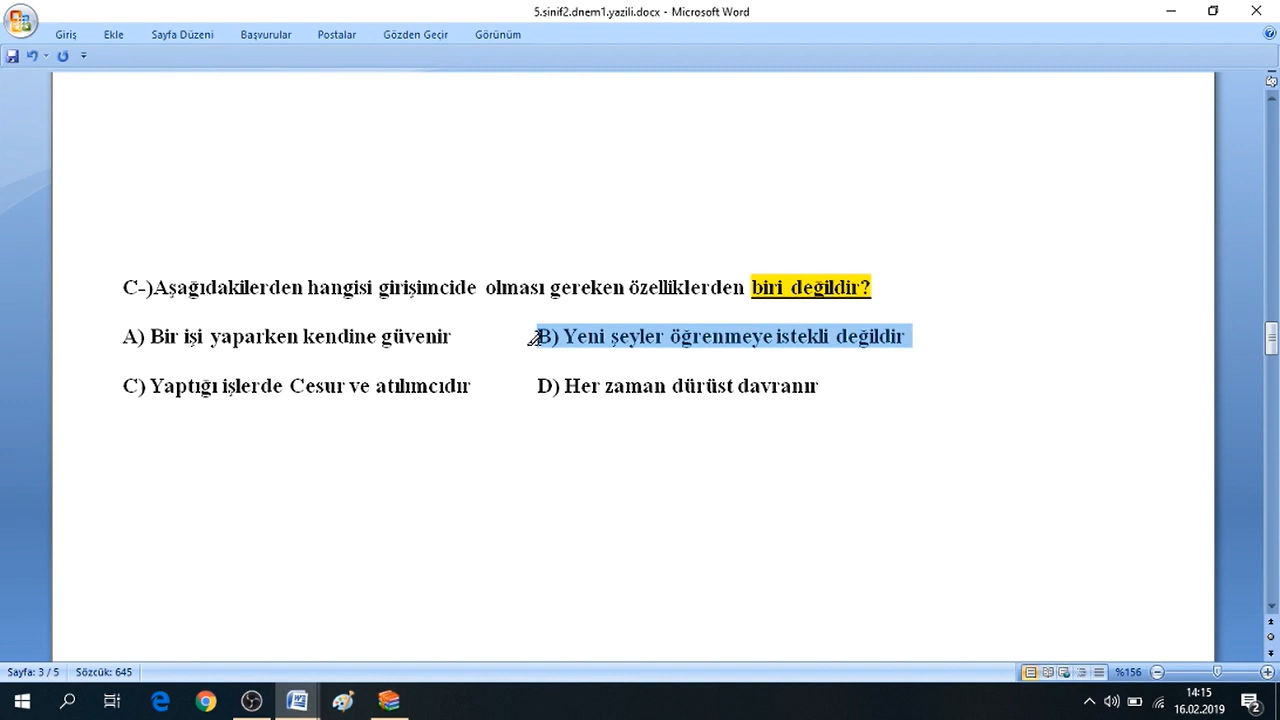 5.sinif2.dnem1.yazili.docx - Microsoft Word
Giriş Ekle Sayfa Düzeni Başvurular Postalar Gözden Geçir Görünüm
C-)Aşağıdakilerden hangisi girişimcide olması gereken özelliklerden biri değildir?
A) Bir işi yaparken kendine güvenir B) Yeni şeyler öğrenmeye istekli değildir
C) Yaptığı işlerde Cesur ve atılımcıdır D) Her zaman dürüst davranır
Sayfa: 3 / 5 Sözcük: 645 %156
14:15
16.02.2019
2